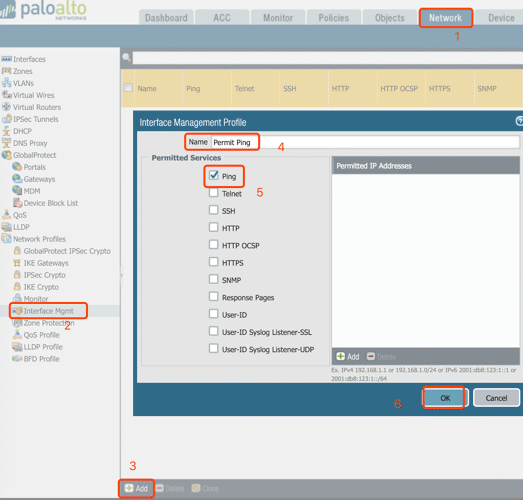 paloalto
NETWORKS
Dashboard ACC Monitor Policies Objects Network Device
1
Interfaces
Zones
VLANs
Virtual Wires
Virtual Routers
IPSec Tunnels
DHCP
DNS Proxy
GlobalProtect
Portals
Gateways
MDM
Device Block List
QoS
LLDP
Network Profiles
GlobalProtect IPSec Crypto
IKE Gateways
IPSec Crypto
IKE Crypto
Monitor
Interface Mgmt
2
Zone Protection
QoS Profile
LLDP Profile
BFD Profile
Name Ping Telnet SSH HTTP HTTP OCSP HTTPS SNMP
Interface Management Profile
Name Permit Ping 4
Permitted Services
Ping
5
Telnet
SSH
HTTP
HTTP OCSP
HTTPS
SNMP
Response Pages
User-ID
User-ID Syslog Listener-SSL
User-ID Syslog Listener-UDP
Permitted IP Addresses
Add Delete
Ex. IPv4 192.168.1.1 or 192.168.1.0/24 or IPv6 2001:db8:123:1::1 or
2001:db8:123:1::/64
6 OK Cancel
3
Add Delete Clone